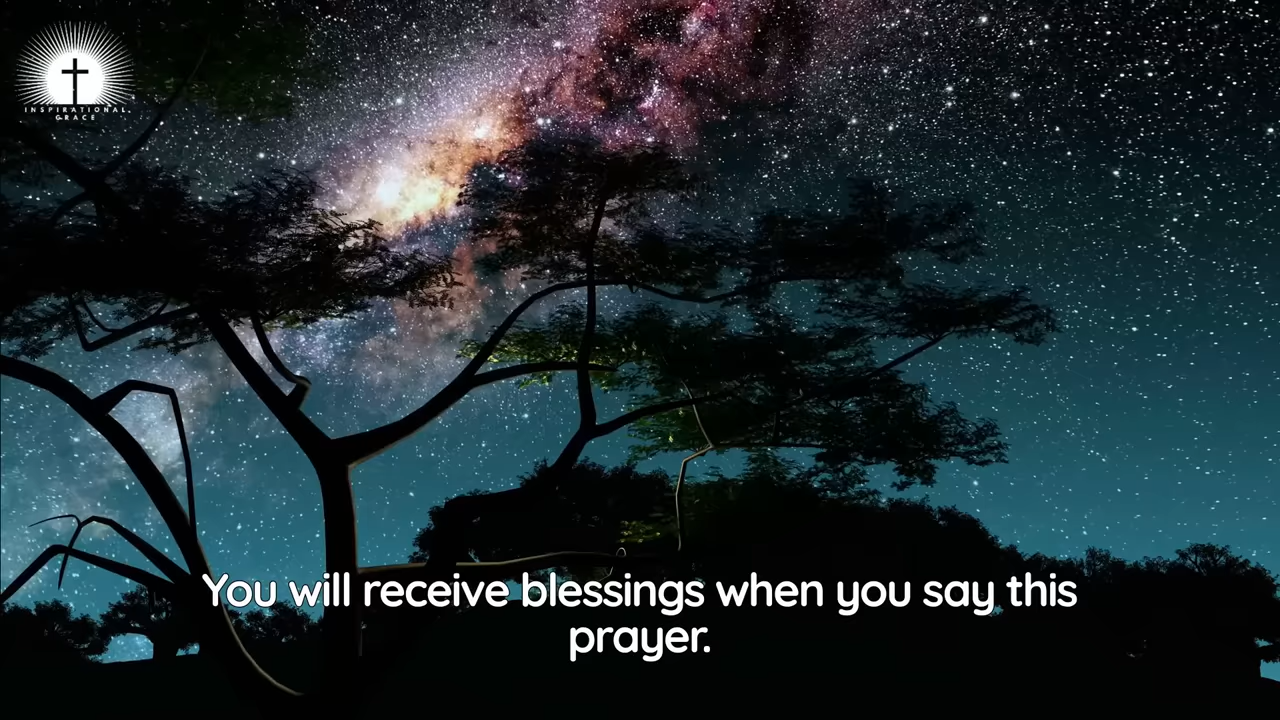 INSPIRATIONAL
GRACE
You will receive blessings when you say this
prayer.